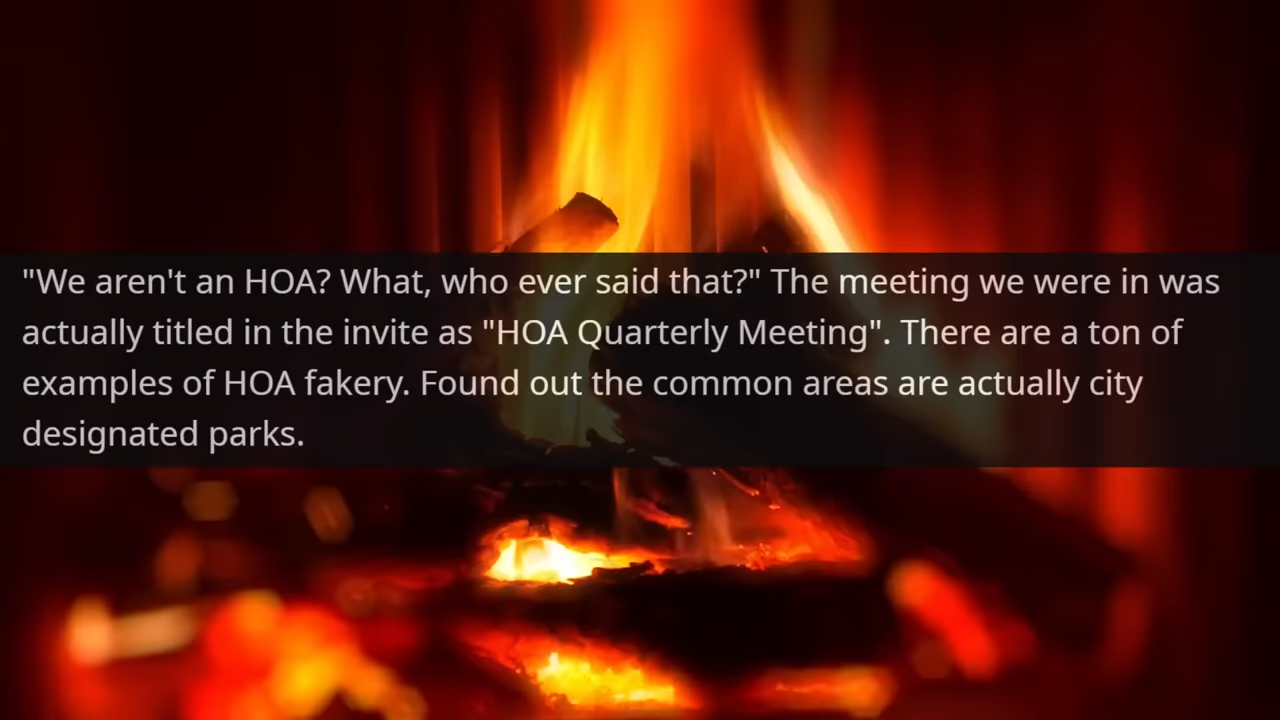 "We aren't an HOA? What, who ever said that?" The meeting we were in was
actually titled in the invite as "HOA Quarterly Meeting". There are a ton of
examples of HOA fakery. Found out the common areas are actually city
designated parks.